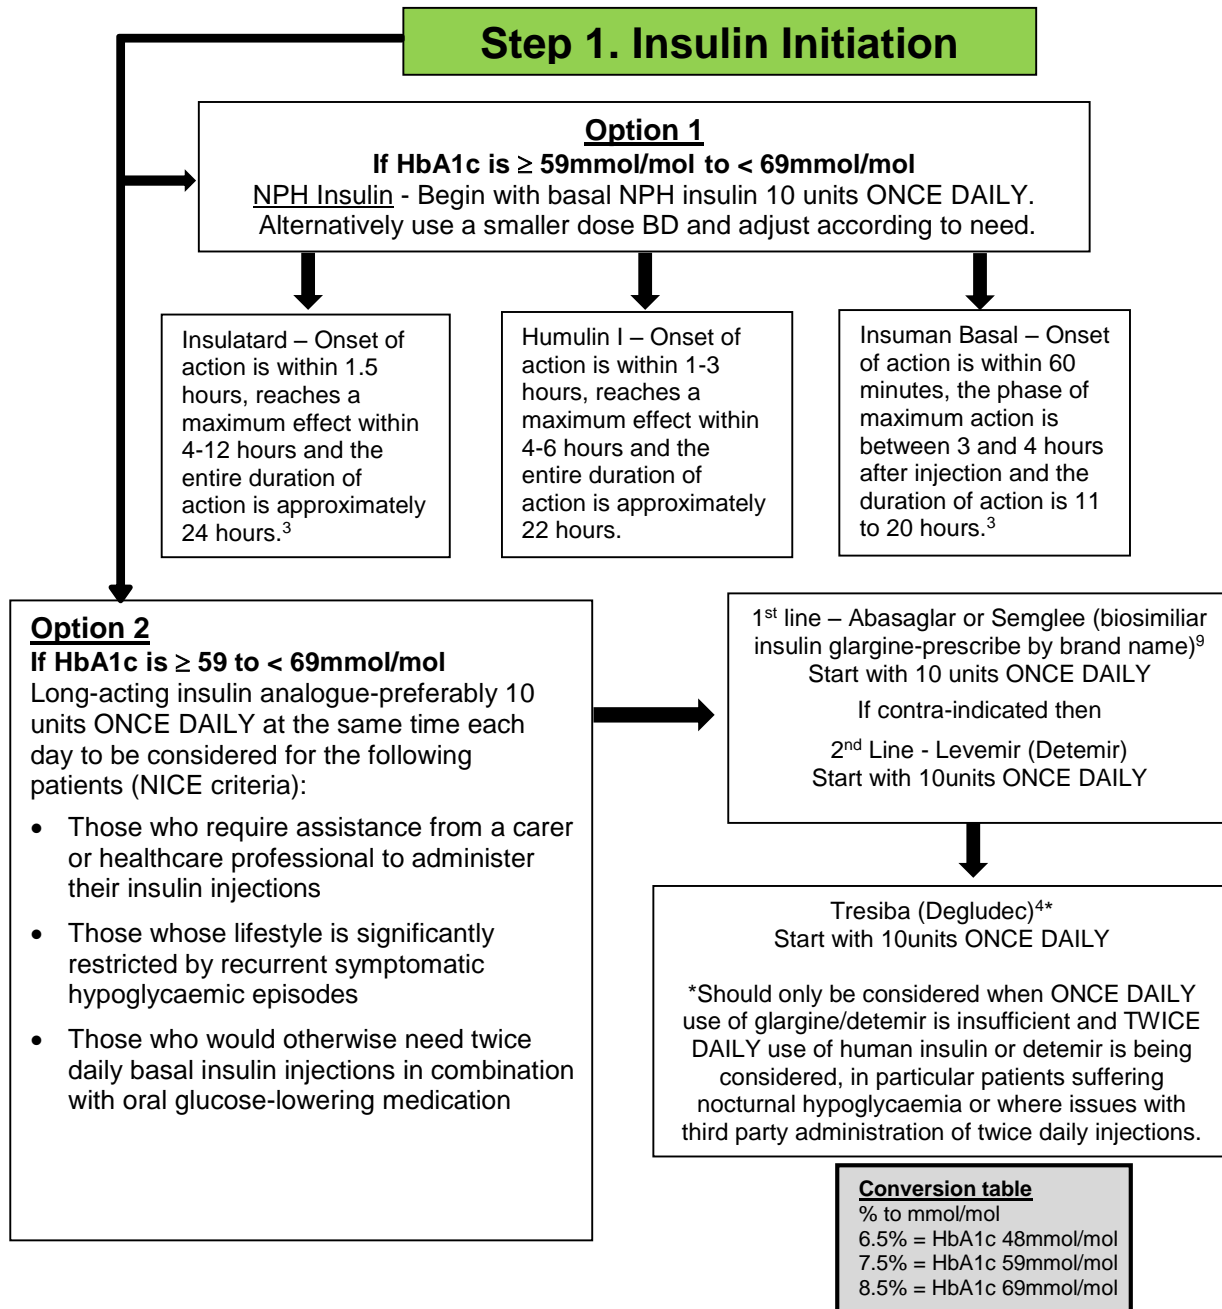 Step 1. Insulin Initiation
Option 1
If HbA1c is ≥ 59mmol/mol to < 69mmol/mol
NPH Insulin - Begin with basal NPH insulin 10 units ONCE DAILY.
Alternatively use a smaller dose BD and adjust according to need.
Insulatard – Onset of
action is within 1.5
hours, reaches a
maximum effect within
4-12 hours and the
entire duration of
action is approximately
24 hours.³
Humulin I – Onset of
action is within 1-3
hours, reaches a
maximum effect within
4-6 hours and the
entire duration of
action is approximately
22 hours.
Insuman Basal – Onset
of action is within 60
minutes, the phase of
maximum action is
between 3 and 4 hours
after injection and the
duration of action is 11
to 20 hours.³
Option 2
If HbA1c is ≥ 59 to < 69mmol/mol
Long-acting insulin analogue-preferably 10
units ONCE DAILY at the same time each
day to be considered for the following
patients (NICE criteria):
• Those who require assistance from a carer
or healthcare professional to administer
their insulin injections
• Those whose lifestyle is significantly
restricted by recurrent symptomatic
hypoglycaemic episodes
• Those who would otherwise need twice
daily basal insulin injections in combination
with oral glucose-lowering medication
1st line – Abasaglar or Semglee (biosimiliar
insulin glargine-prescribe by brand name)⁹
Start with 10 units ONCE DAILY
If contra-indicated then
2nd Line - Levemir (Detemir)
Start with 10units ONCE DAILY
Tresiba (Degludec)⁴*
Start with 10units ONCE DAILY
*Should only be considered when ONCE DAILY
use of glargine/detemir is insufficient and TWICE
DAILY use of human insulin or detemir is being
considered, in particular patients suffering
nocturnal hypoglycaemia or where issues with
third party administration of twice daily injections.
Conversion table
% to mmol/mol
6.5% = HbA1c 48mmol/mol
7.5% = HbA1c 59mmol/mol
8.5% = HbA1c 69mmol/mol